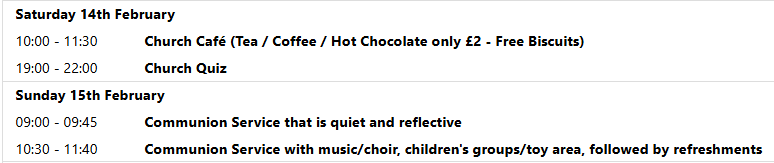 Saturday 14th February
10:00 - 11:30 Church Café (Tea / Coffee / Hot Chocolate only £2 - Free Biscuits)
19:00 - 22:00 Church Quiz
Sunday 15th February
09:00 - 09:45 Communion Service that is quiet and reflective
10:30 - 11:40 Communion Service with music/choir, children's groups/toy area, followed by refreshments